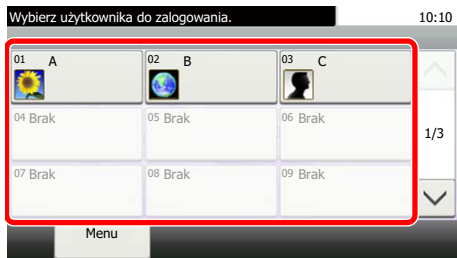 Wybierz użytkownika do zalogowania. 10:10
01 A 02 B 03 C
04 Brak 05 Brak 06 Brak
1/3
07 Brak 08 Brak 09 Brak
Menu